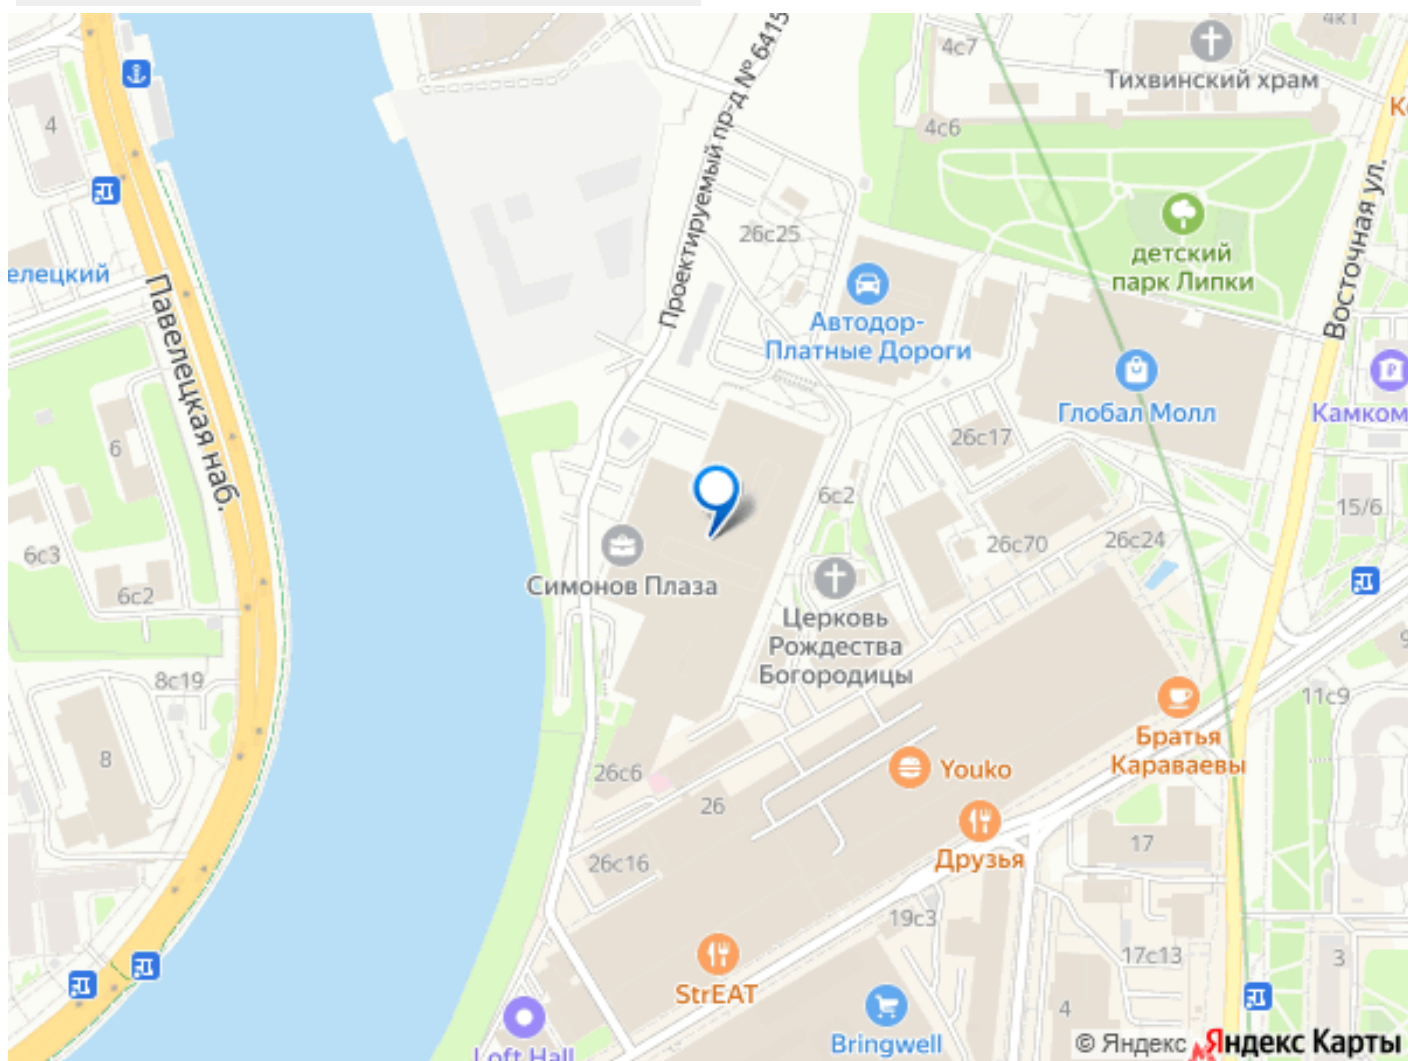 4к1
4с7
Тихвинский храм
4
4с6
Проектируемый пр-д № 6415
Восточная ул.
26с25
детский
парк Липки
елецкий
Павелецкая наб.
Автодор-
Платные Дороги
Глобал Молл
Камком
26с17
6
6с2
15/6
6с3
26с70
26с24
Симонов Плаза
6с2
Церковь
Рождества
Богородицы
8с19
11с9
Братья
Караваевы
8
26с6
Youko
26
17
Друзья
26с16
19с3
17с13
3
StrEAT
4
Loft Hall
Bringwell
© Яндекс Яндекс Карты